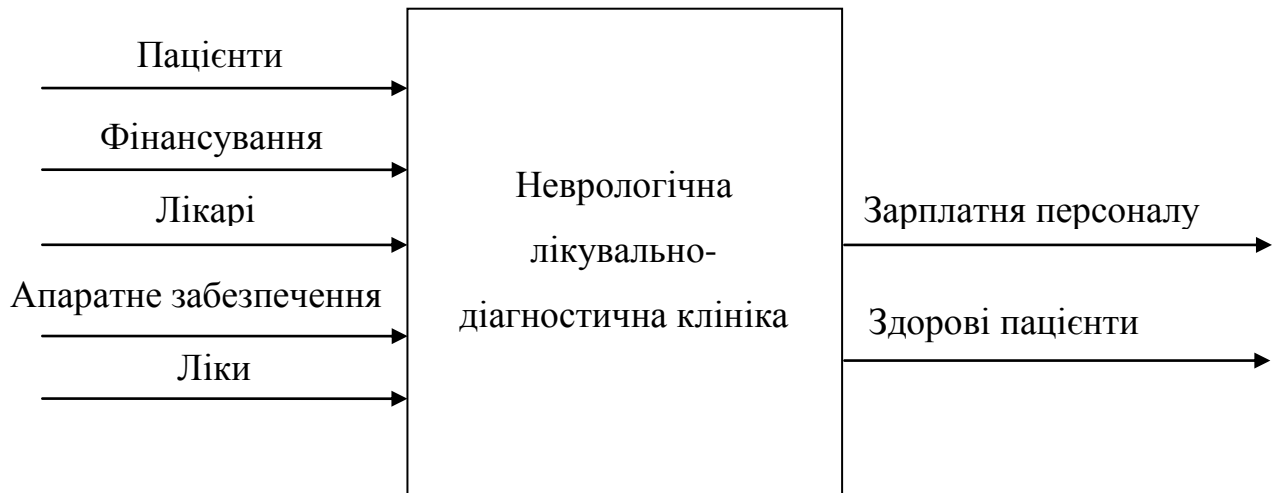 Пацієнти
Фінансування
Лікарі
Апаратне забезпечення
Ліки
Неврологічна
лікувально-
діагностична клініка
Зарплатня персоналу
Здорові пацієнти